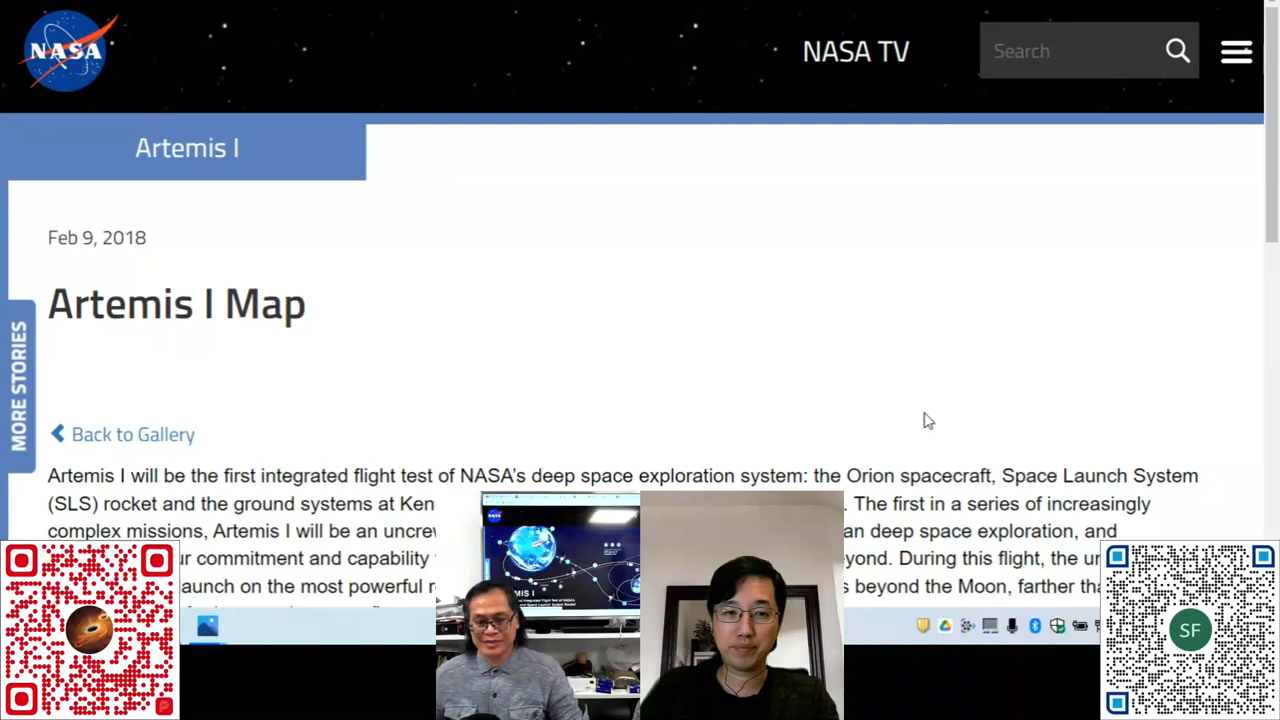 NASA
NASA TV
Search
Artemis I
Feb 9, 2018
Artemis I Map
MORE STORIES
Back to Gallery
Artemis I will be the first integrated flight test of NASA's deep space exploration system: the Orion spacecraft, Space Launch System
(SLS) rocket and the ground systems at Ken . The first in a series of increasingly
complex missions, Artemis I will be an uncrew an deep space exploration, and
ur commitment and capability yond. During this flight, the un
aunch on the most powerful r s beyond the Moon, farther tha
SF